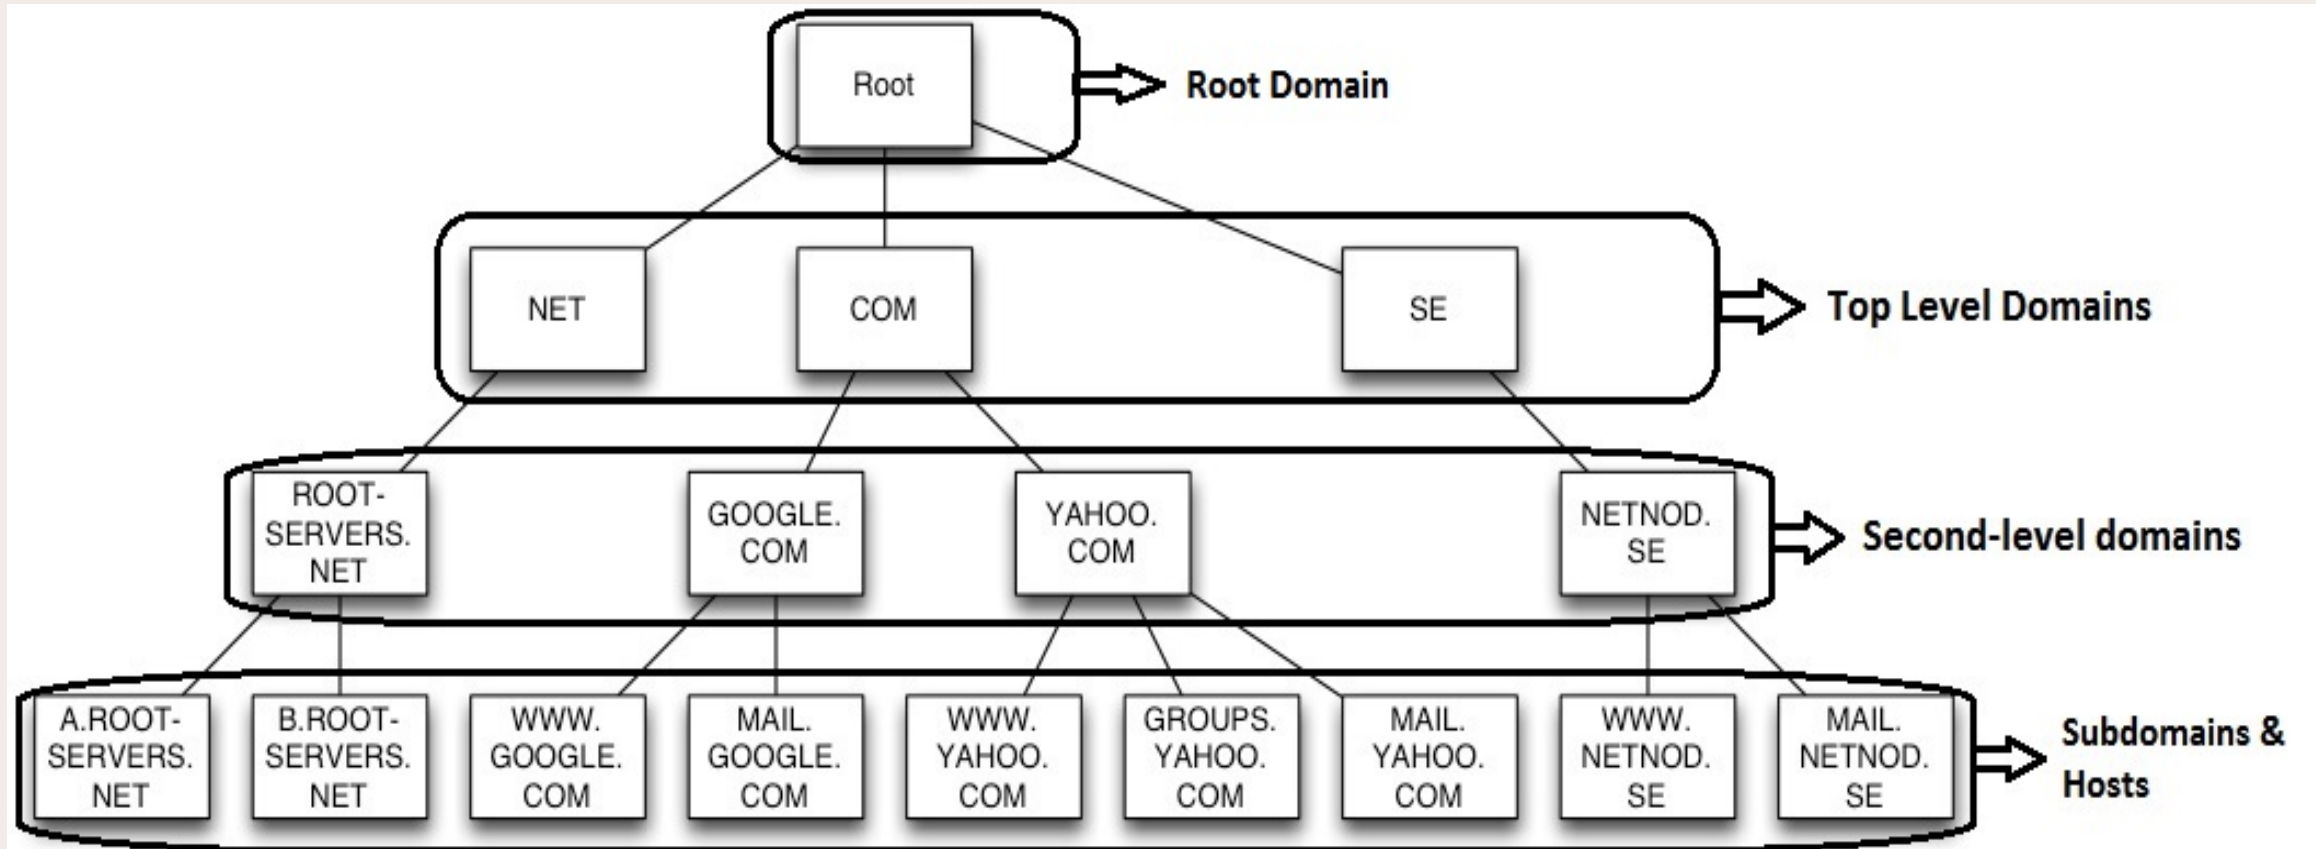 Root
Root Domain
NET
COM
SE
Top Level Domains
ROOT-
SERVERS.
NET
GOOGLE.
COM
YAHOO.
COM
NETNOD.
SE
Second-level domains
A.ROOT-
SERVERS.
NET
B.ROOT-
SERVERS.
NET
WWW.
GOOGLE.
COM
MAIL.
GOOGLE.
COM
WWW.
YAHOO.
COM
GROUPS.
YAHOO.
COM
MAIL.
YAHOO.
COM
WWW.
NETNOD.
SE
MAIL.
NETNOD.
SE
Subdomains &
Hosts